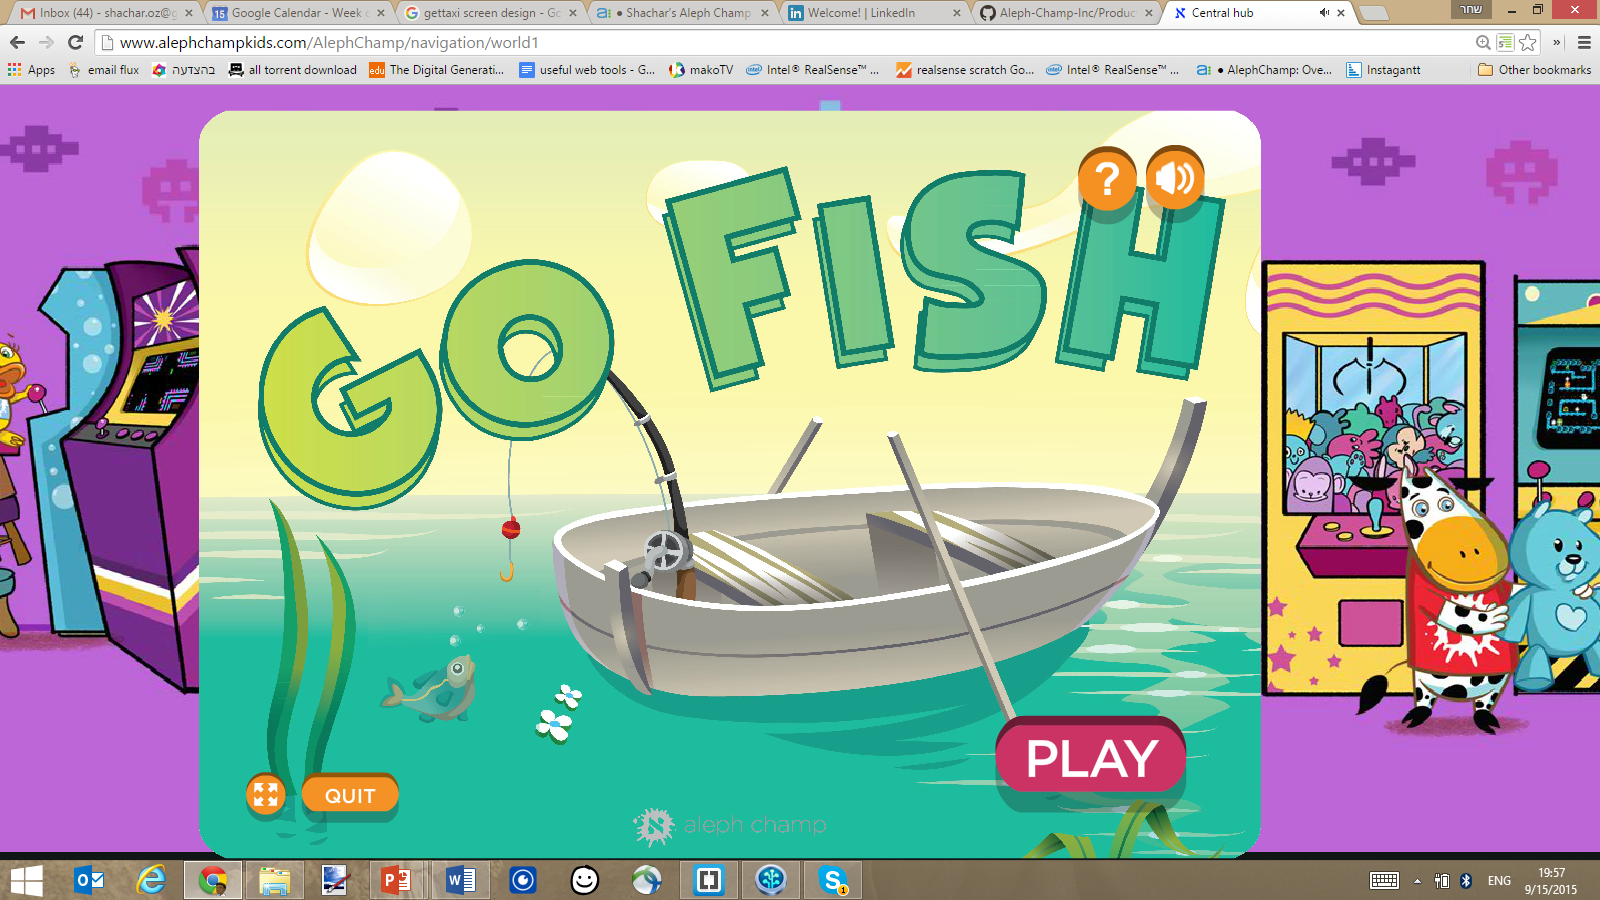 Inbox (44) - shachar.oz@g
Google Calendar - Week o
gettaxi screen design - Go
● Shachar's Aleph Champ
Welcome! | LinkedIn
Aleph-Champ-Inc/Produc
Central hub
שחר
www.alephchampkids.com/AlephChamp/navigation/world1
Apps
email flux
בהצדעה
all torrent download
The Digital Generati...
useful web tools - G...
makoTV
Intel® RealSense™ ...
realsense scratch Go...
Intel® RealSense™ ...
● AlephChamp: Ove...
Instagantt
Other bookmarks
GO FISH
?
PLAY
QUIT
aleph champ
ENG
19:57
9/15/2015